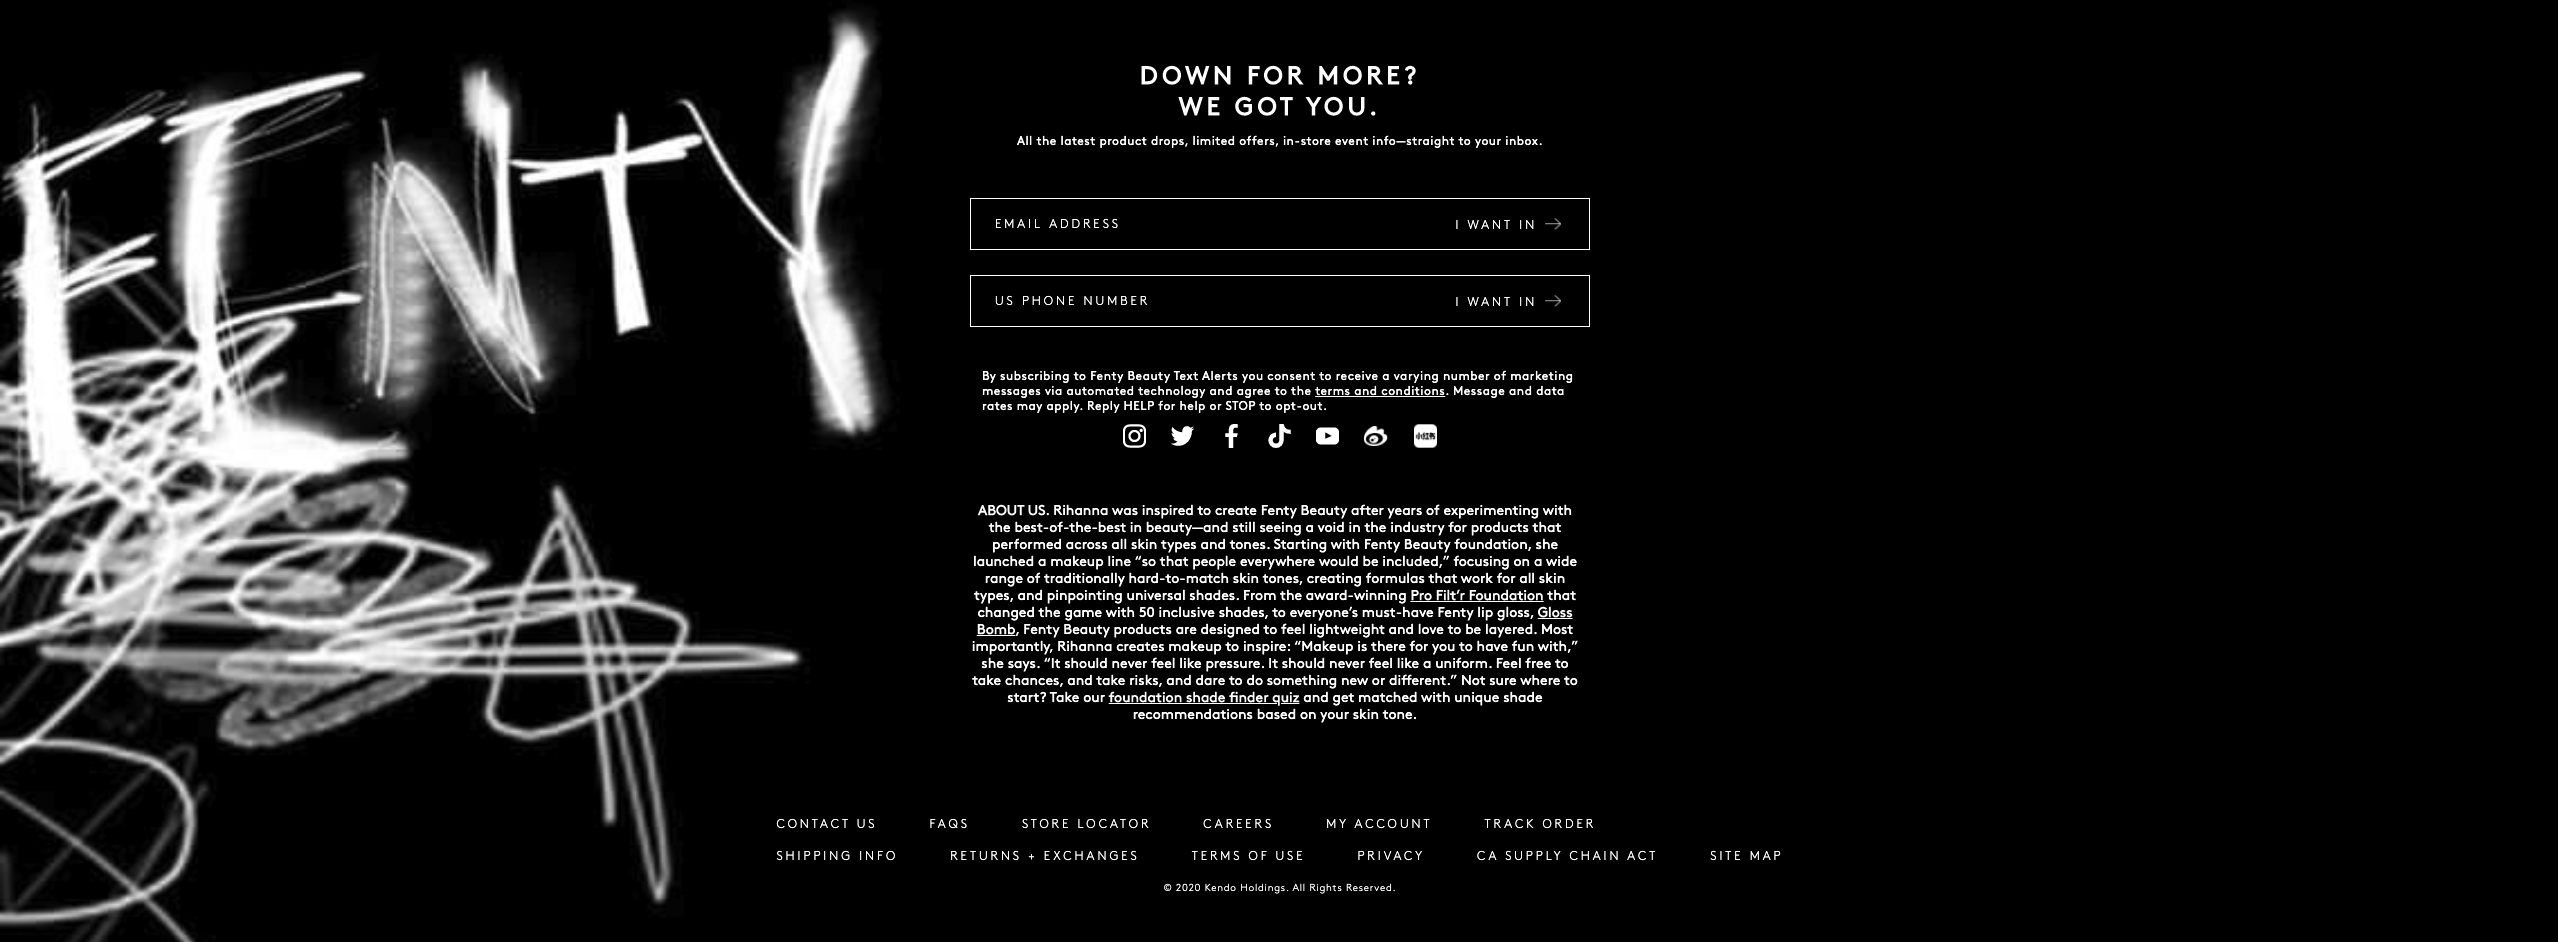 FENTY
DOWN FOR MORE?
WE GOT YOU.
All the latest product drops, limited offers, in-store event info—straight to your inbox.
EMAIL ADDRESS
I WANT IN →
US PHONE NUMBER
I WANT IN →
By subscribing to Fenty Beauty Text Alerts you consent to receive a varying number of marketing
messages via automated technology and agree to the terms and conditions. Message and data
rates may apply. Reply HELP for help or STOP to opt-out.
小红书
ABOUT US. Rihanna was inspired to create Fenty Beauty after years of experimenting with
the best-of-the-best in beauty—and still seeing a void in the industry for products that
performed across all skin types and tones. Starting with Fenty Beauty foundation, she
launched a makeup line “so that people everywhere would be included,” focusing on a wide
range of traditionally hard-to-match skin tones, creating formulas that work for all skin
types, and pinpointing universal shades. From the award-winning Pro Filt’r Foundation that
changed the game with 50 inclusive shades, to everyone’s must-have Fenty lip gloss, Gloss
Bomb, Fenty Beauty products are designed to feel lightweight and love to be layered. Most
importantly, Rihanna creates makeup to inspire: “Makeup is there for you to have fun with,”
she says. “It should never feel like pressure. It should never feel like a uniform. Feel free to
take chances, and take risks, and dare to do something new or different.” Not sure where to
start? Take our foundation shade finder quiz and get matched with unique shade
recommendations based on your skin tone.
CONTACT US FAQS STORE LOCATOR CAREERS MY ACCOUNT TRACK ORDER
SHIPPING INFO RETURNS + EXCHANGES TERMS OF USE PRIVACY CA SUPPLY CHAIN ACT SITE MAP
© 2020 Kendo Holdings. All Rights Reserved.